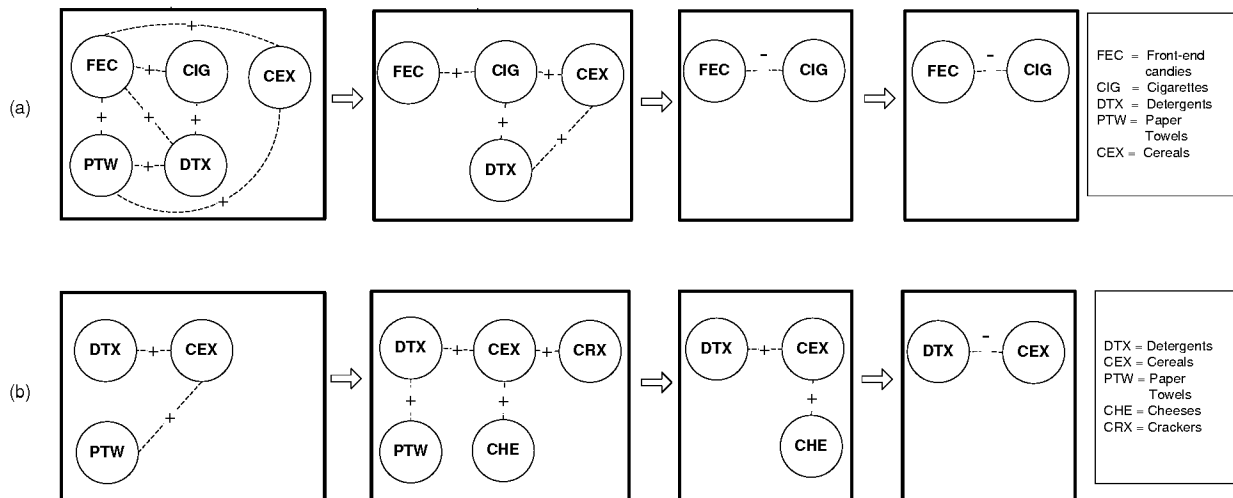 (a)
FEC
CIG
CEX
PTW
DTX
+
+
+
+
+
+
+
FEC
CIG
CEX
DTX
+
+
+
+
FEC
CIG
-
FEC
CIG
-
FEC = Front-end
candies
CIG = Cigarettes
DTX = Detergents
PTW = Paper
Towels
CEX = Cereals
(b)
DTX
CEX
PTW
+
+
DTX
CEX
CRX
PTW
CHE
+
+
+
+
DTX
CEX
CHE
+
+
DTX
CEX
-
DTX = Detergents
CEX = Cereals
PTW = Paper
Towels
CHE = Cheeses
CRX = Crackers